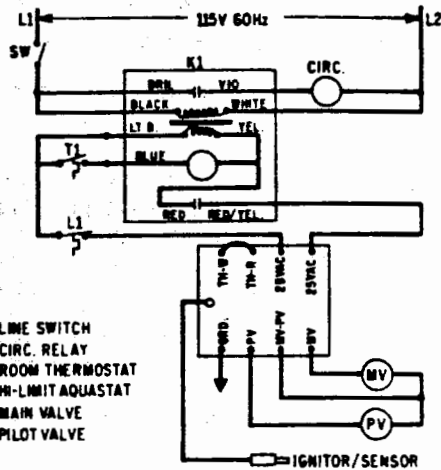 L1 115V 60Hz L2
SW
K1
CIRC.
BRN VIO
BLACK WHITE
LT B. YEL
T1
BLUE
RED RED/YEL.
L1
TH-W TH-R 25VAC 25VAC
GRD. PV MV-PV MV
LINE SWITCH
CIRC. RELAY
ROOM THERMOSTAT
HI-LIMIT AQUASTAT
MAIN VALVE
PILOT VALVE
MV
PV
IGNITOR/SENSOR